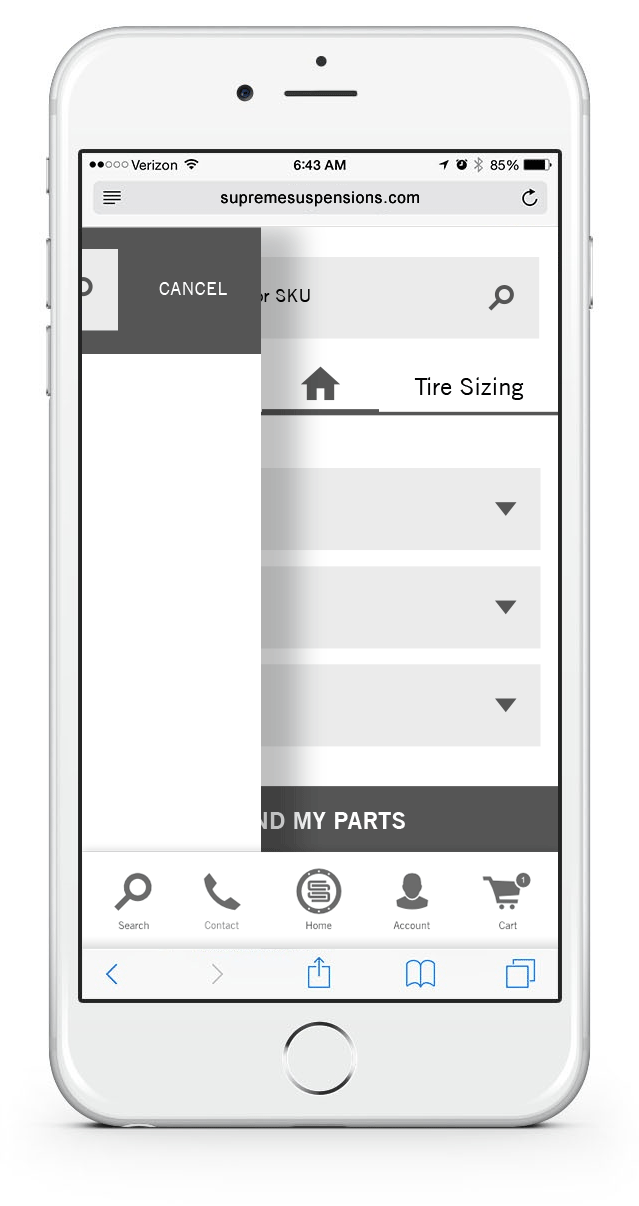 Verizon 6:43 AM 85%
supremesuspensions.com
CANCEL
or SKU
Tire Sizing
ND MY PARTS
1
Search Contact Home Account Cart